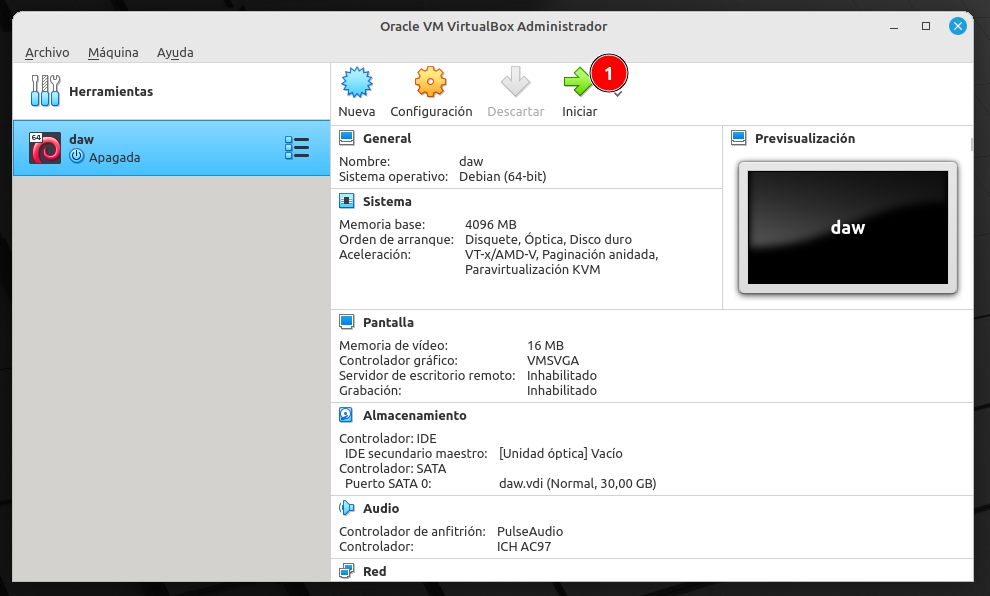 Oracle VM VirtualBox Administrador
Archivo Máquina Ayuda
Herramientas
64
daw
Apagada
Nueva Configuración Descartar Iniciar
1
General
Nombre: daw
Sistema operativo: Debian (64-bit)
Sistema
Memoria base: 4096 MB
Orden de arranque: Disquete, Óptica, Disco duro
Aceleración: VT-x/AMD-V, Paginación anidada,
Paravirtualización KVM
Previsualización
daw
Pantalla
Memoria de vídeo: 16 MB
Controlador gráfico: VMSVGA
Servidor de escritorio remoto: Inhabilitado
Grabación: Inhabilitado
Almacenamiento
Controlador: IDE
IDE secundario maestro: [Unidad óptica] Vacío
Controlador: SATA
Puerto SATA 0: daw.vdi (Normal, 30,00 GB)
Audio
Controlador de anfitrión: PulseAudio
Controlador: ICH AC97
Red